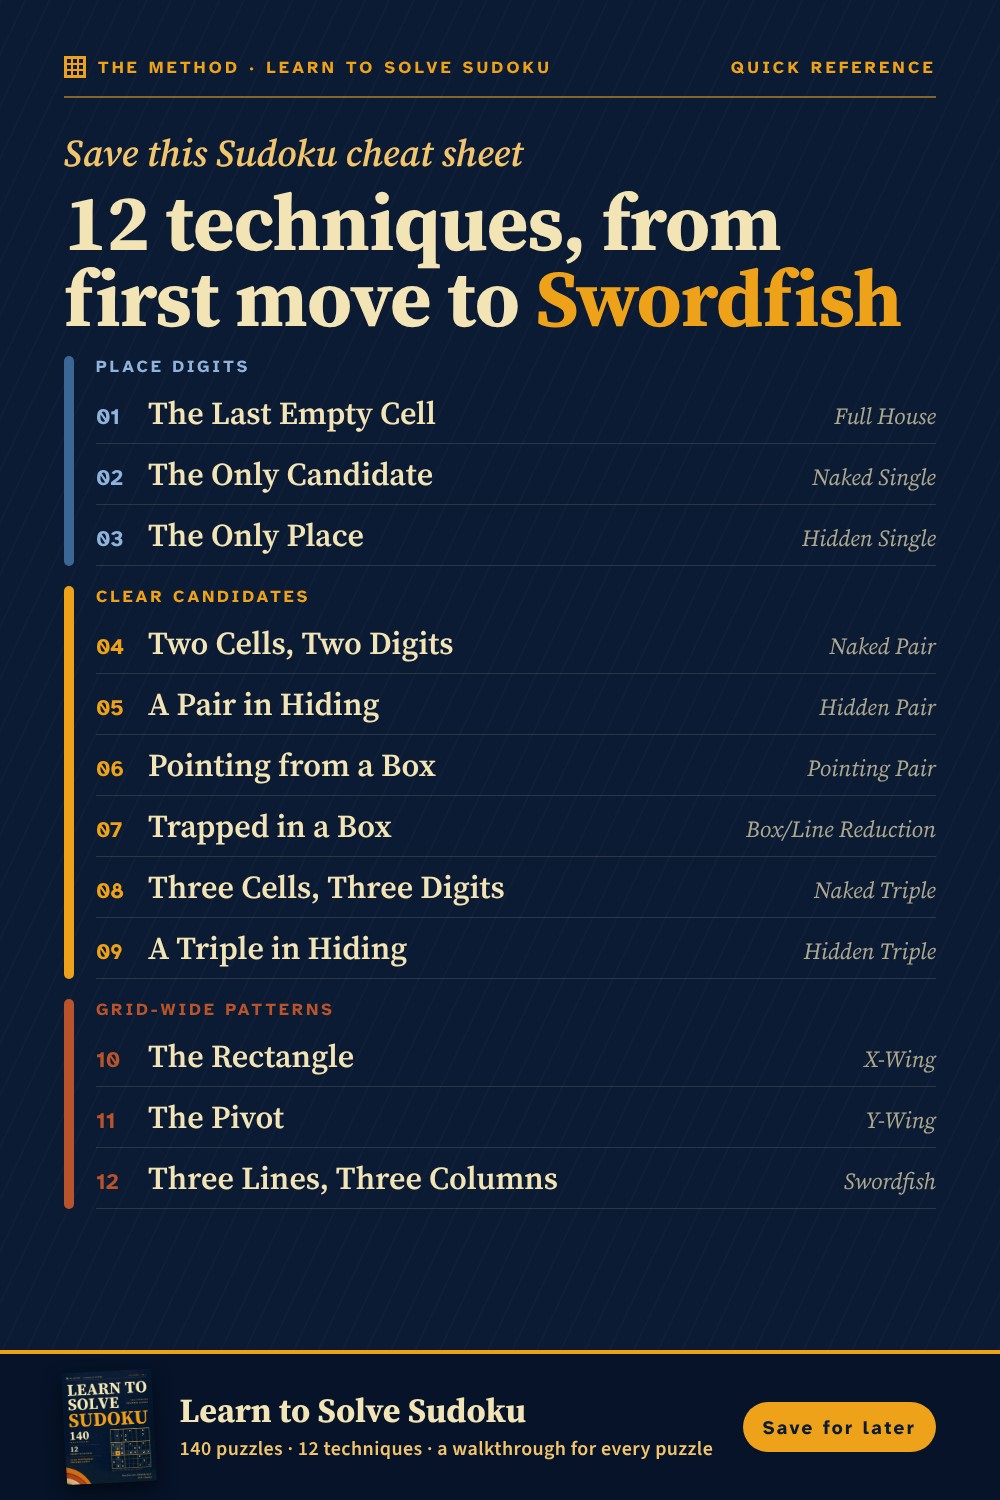 THE METHOD · LEARN TO SOLVE SUDOKU
QUICK REFERENCE
Save this Sudoku cheat sheet
12 techniques, from
first move to Swordfish
PLACE DIGITS
01 The Last Empty Cell Full House
02 The Only Candidate Naked Single
03 The Only Place Hidden Single
CLEAR CANDIDATES
04 Two Cells, Two Digits Naked Pair
05 A Pair in Hiding Hidden Pair
06 Pointing from a Box Pointing Pair
07 Trapped in a Box Box/Line Reduction
08 Three Cells, Three Digits Naked Triple
09 A Triple in Hiding Hidden Triple
GRID-WIDE PATTERNS
10 The Rectangle X-Wing
11 The Pivot Y-Wing
12 Three Lines, Three Columns Swordfish
LEARN TO
SOLVE
SUDOKU
140
12
Learn to Solve Sudoku
140 puzzles · 12 techniques · a walkthrough for every puzzle
Save for later